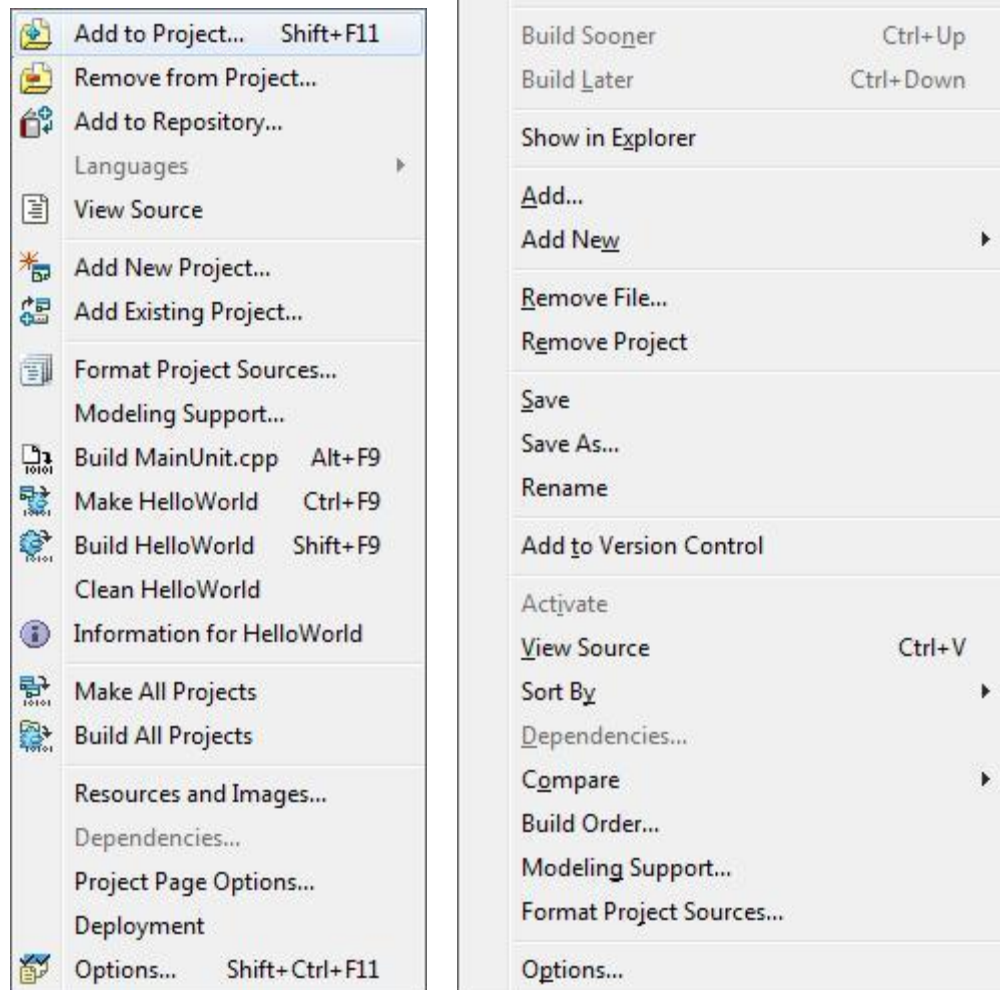 Add to Project... Shift+F11
Remove from Project...
Add to Repository...
Languages
View Source
Add New Project...
Add Existing Project...
Format Project Sources...
Modeling Support...
Build MainUnit.cpp Alt+F9
Make HelloWorld Ctrl+F9
Build HelloWorld Shift+F9
Clean HelloWorld
Information for HelloWorld
Make All Projects
Build All Projects
Resources and Images...
Dependencies...
Project Page Options...
Deployment
Options... Shift+Ctrl+F11
Build Sooner Ctrl+Up
Build Later Ctrl+Down
Show in Explorer
Add...
Add New
Remove File...
Remove Project
Save
Save As...
Rename
Add to Version Control
Activate
View Source Ctrl+V
Sort By
Dependencies...
Compare
Build Order...
Modeling Support...
Format Project Sources...
Options...